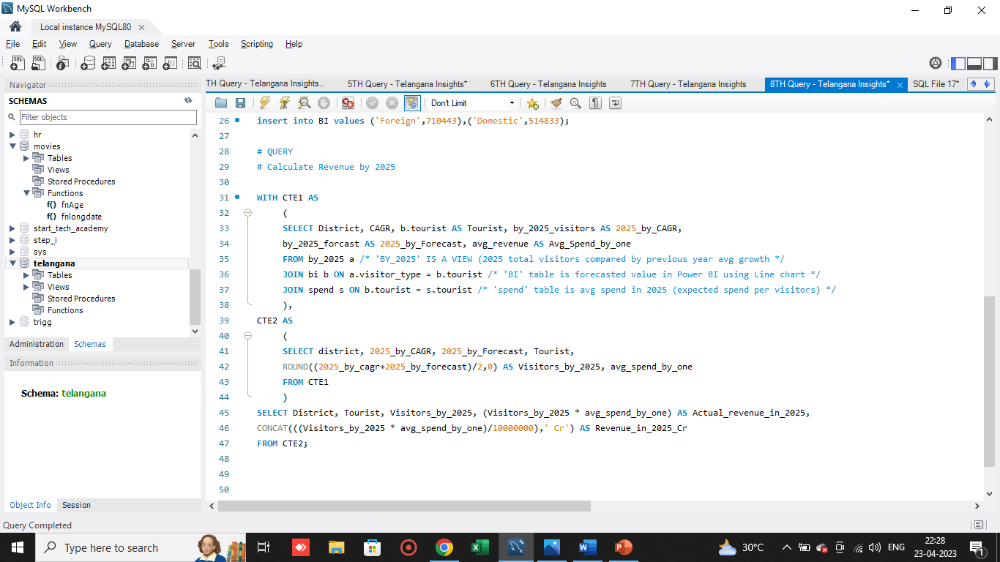 MySQL Workbench
Local instance MySQL80
File Edit View Query Database Server Tools Scripting Help
Navigator
SCHEMAS
Filter objects
hr
movies
Tables
Views
Stored Procedures
Functions
f() fnAge
f() fnlongdate
start_tech_academy
step_i
sys
telangana
Tables
Views
Stored Procedures
Functions
trigg
Administration Schemas
Information
Schema: telangana
Object Info Session
TH Query - Telangana Insights... 5TH Query - Telangana Insights* 6TH Query - Telangana Insights 7TH Query - Telangana Insights 8TH Query - Telangana Insights* SQL File 17*
Don't Limit
26 insert into BI values ('Foreign',710443),('Domestic',514833);
27
28 # QUERY
29 # Calculate Revenue by 2025
30
31 WITH CTE1 AS
32 (
33 SELECT District, CAGR, b.tourist AS Tourist, by_2025_visitors AS 2025_by_CAGR,
34 by_2025_forcast AS 2025_by_Forecast, avg_revenue AS Avg_Spend_by_one
35 FROM by_2025 a /* 'BY_2025' IS A VIEW (2025 total visitors compared by previous year avg growth */
36 JOIN bi b ON a.visitor_type = b.tourist /* 'BI' table is forecasted value in Power BI using Line chart */
37 JOIN spend s ON b.tourist = s.tourist /* 'spend' table is avg spend in 2025 (expected spend per visitors) */
38 ),
39 CTE2 AS
40 (
41 SELECT district, 2025_by_CAGR, 2025_by_Forecast, Tourist,
42 ROUND((2025_by_cagr+2025_by_forecast)/2,0) AS Visitors_by_2025, avg_spend_by_one
43 FROM CTE1
44 )
45 SELECT District, Tourist, Visitors_by_2025, (Visitors_by_2025 * avg_spend_by_one) AS Actual_revenue_in_2025,
46 CONCAT(((Visitors_by_2025 * avg_spend_by_one)/10000000),' Cr') AS Revenue_in_2025_Cr
47 FROM CTE2;
48
49
50
Query Completed
Type here to search
30°C
ENG
22:28
23-04-2023
1